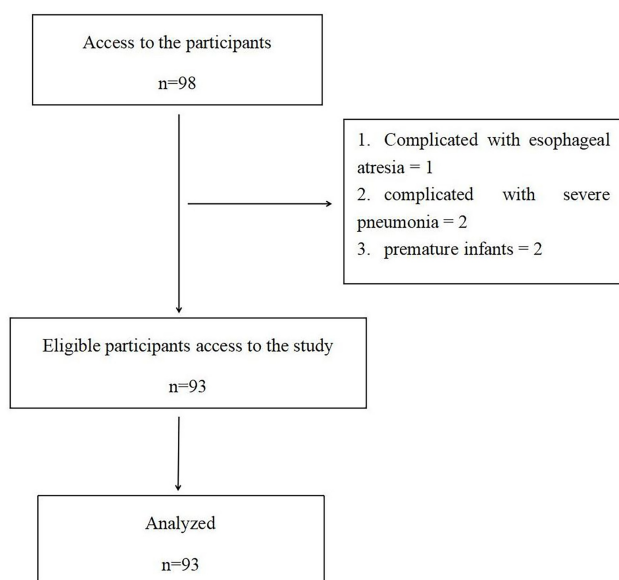 Access to the participants
n=98
1. Complicated with esophageal
atresia = 1
2. complicated with severe
pneumonia = 2
3. premature infants = 2
Eligible participants access to the study
n=93
Analyzed
n=93